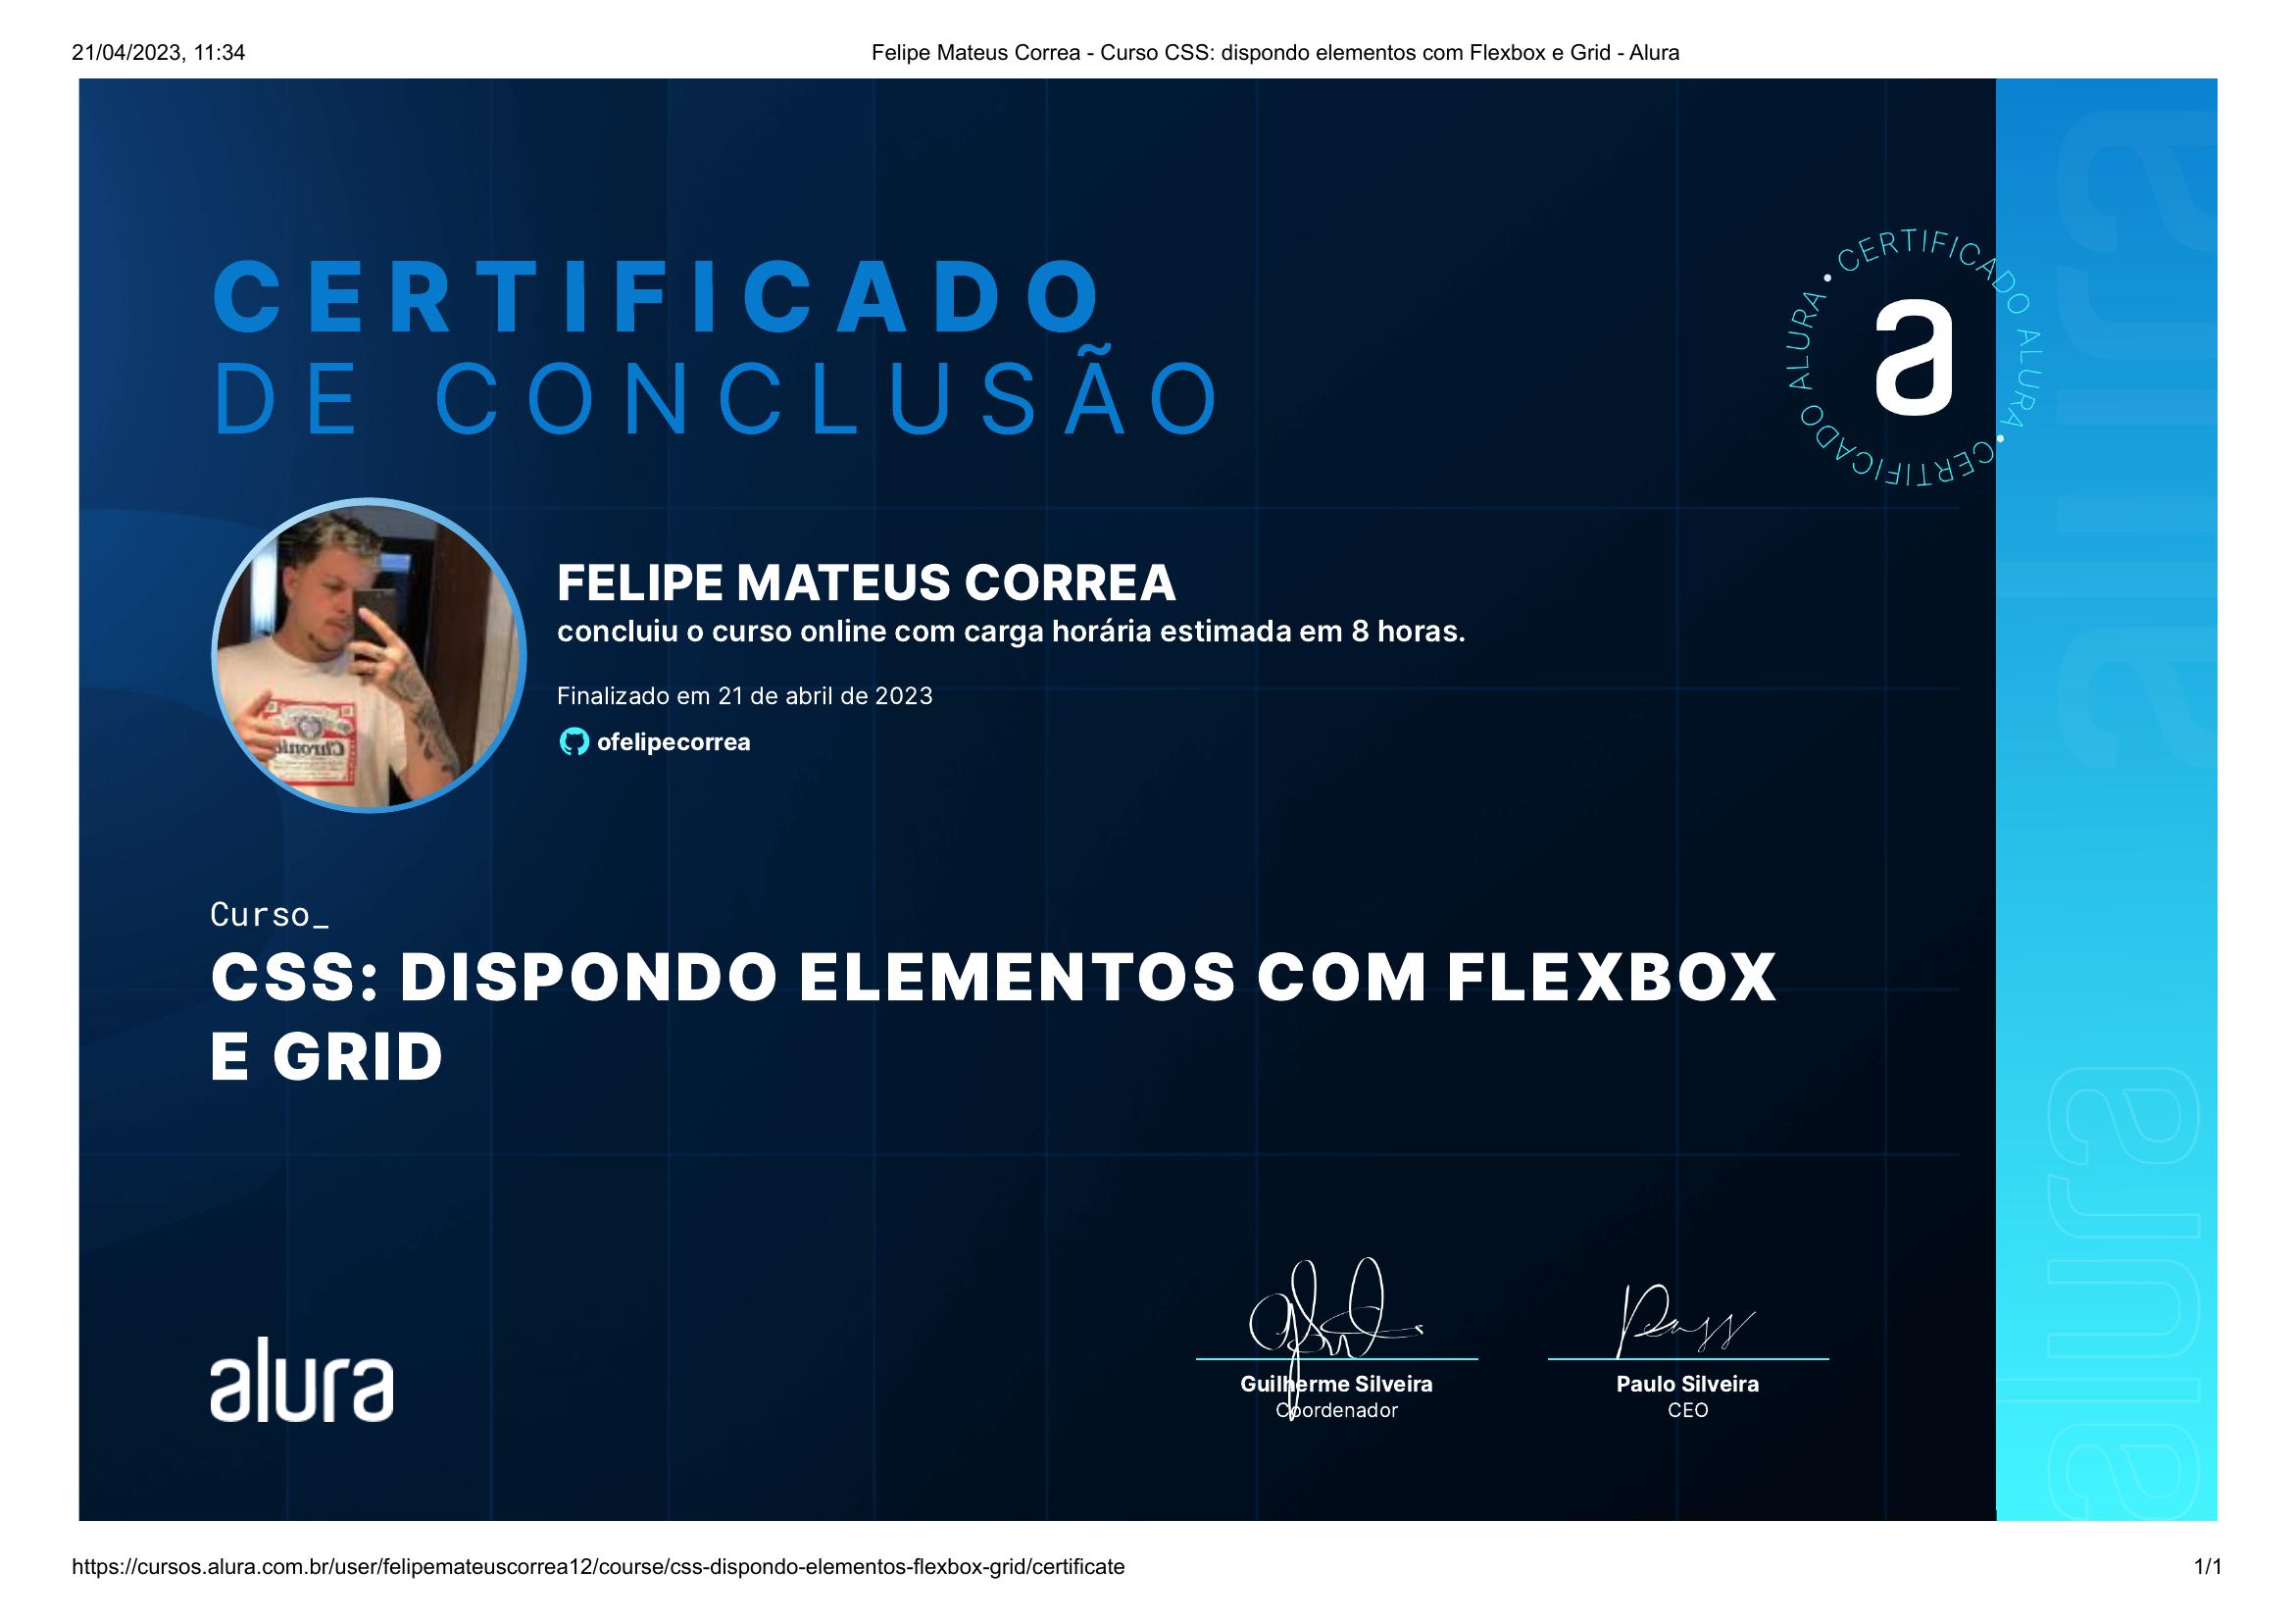 21/04/2023, 11:34
Felipe Mateus Correa - Curso CSS: dispondo elementos com Flexbox e Grid - Alura
CERTIFICADO
DE CONCLUSÃO
CERTIFICADO ALURA • CERTIFICADO ALURA •
a
FELIPE MATEUS CORREA
concluiu o curso online com carga horária estimada em 8 horas.
Finalizado em 21 de abril de 2023
ofelipecorrea
Curso_
CSS: DISPONDO ELEMENTOS COM FLEXBOX
E GRID
alura
Guilherme Silveira
Coordenador
Paulo Silveira
CEO
alura
alura
https://cursos.alura.com.br/user/felipemateuscorrea12/course/css-dispondo-elementos-flexbox-grid/certificate
1/1